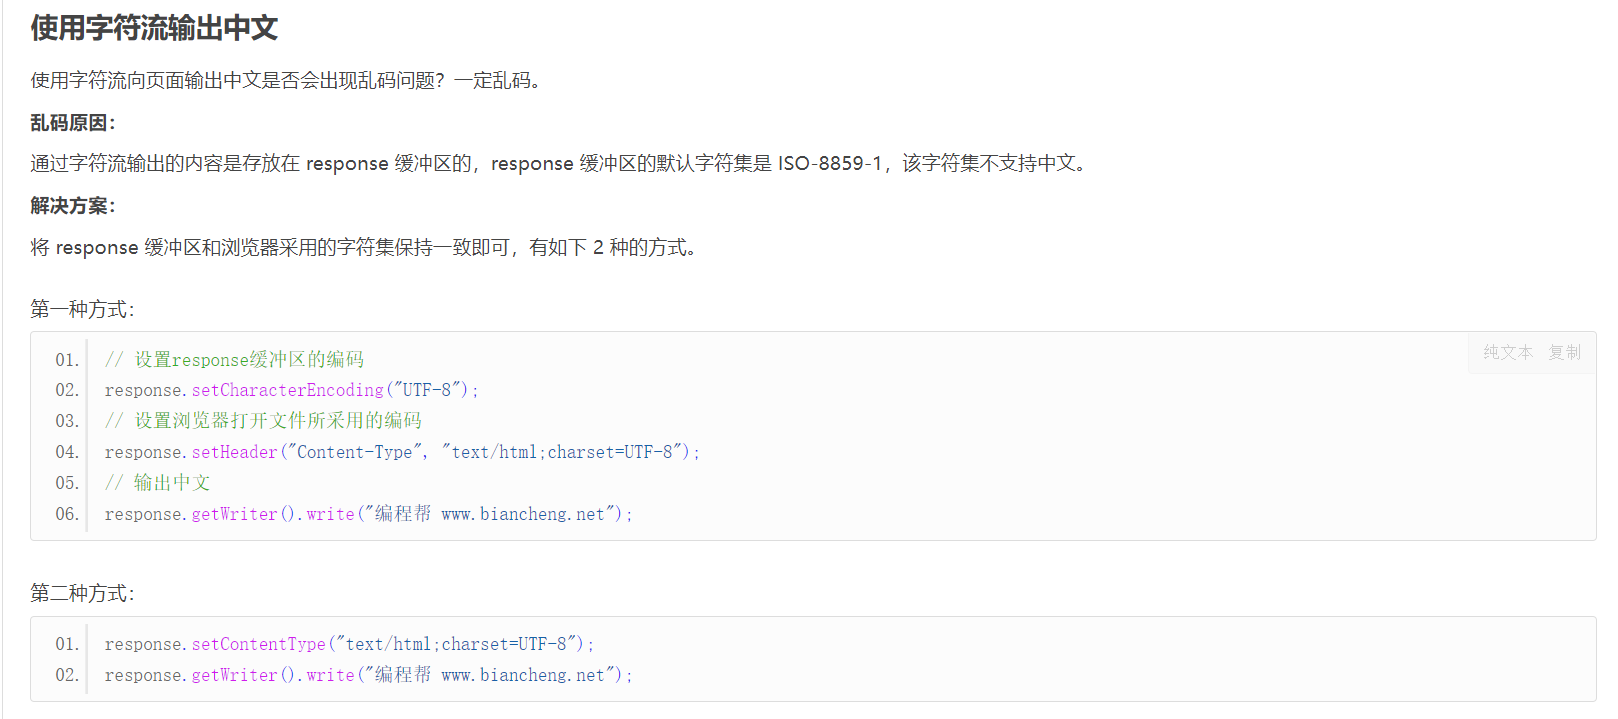 使用字符流输出中文
使用字符流向页面输出中文是否会出现乱码问题？一定乱码。
乱码原因：
通过字符流输出的内容是存放在 response 缓冲区的，response 缓冲区的默认字符集是 ISO-8859-1，该字符集不支持中文。
解决方案：
将 response 缓冲区和浏览器采用的字符集保持一致即可，有如下 2 种的方式。
第一种方式：
纯文本 复制
01. // 设置response缓冲区的编码
02. response.setCharacterEncoding("UTF-8");
03. // 设置浏览器打开文件所采用的编码
04. response.setHeader("Content-Type", "text/html;charset=UTF-8");
05. // 输出中文
06. response.getWriter().write("编程帮 www.biancheng.net");
第二种方式：
01. response.setContentType("text/html;charset=UTF-8");
02. response.getWriter().write("编程帮 www.biancheng.net");